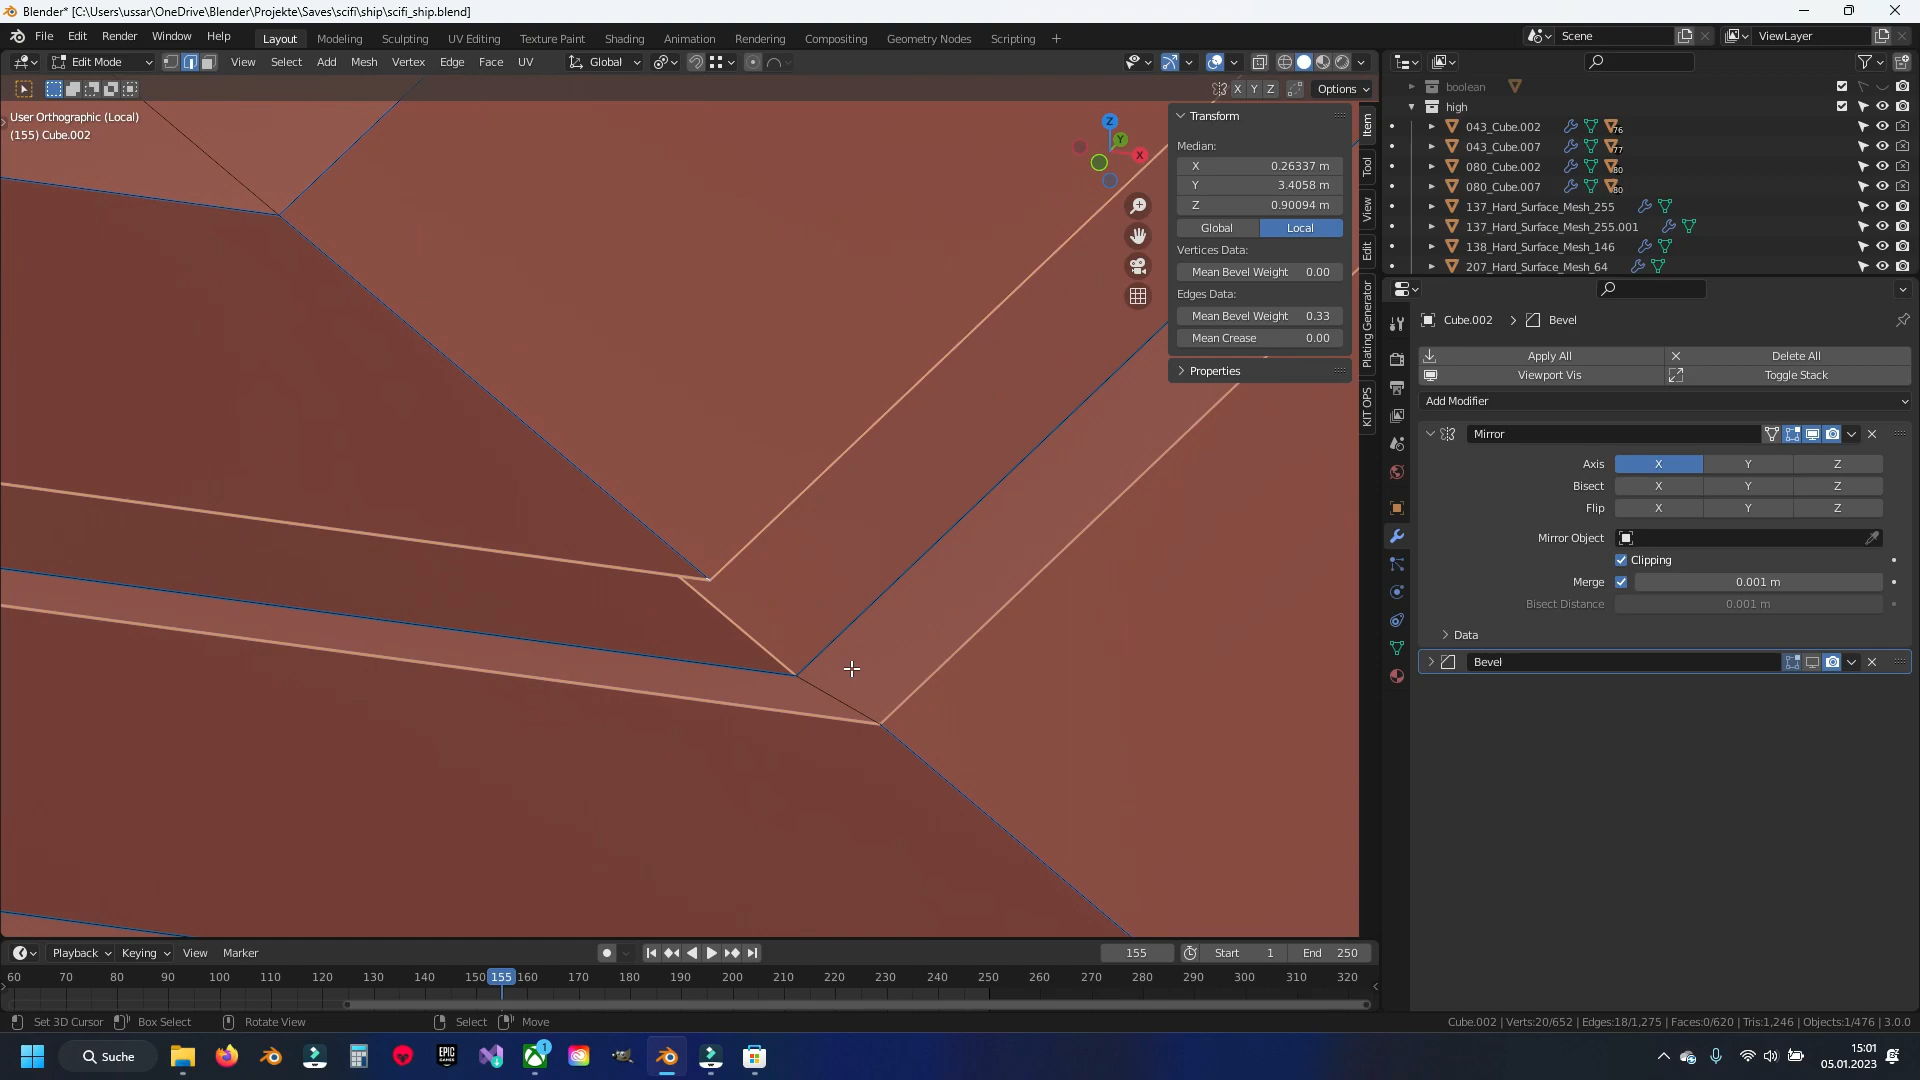 Blender* [C:\Users\ussar\OneDrive\Blender\Projekte\Saves\scifi\ship\scifi_ship.blend]
File Edit Render Window Help Layout Modeling Sculpting UV Editing Texture Paint Shading Animation Rendering Compositing Geometry Nodes Scripting + Scene ViewLayer
Edit Mode View Select Add Mesh Vertex Edge Face UV Global
X Y Z Options
User Orthographic (Local)
(155) Cube.002
Z
Y
X
Transform
Median:
X 0.26337 m
Y 3.4058 m
Z 0.90094 m
Global Local
Vertices Data:
Mean Bevel Weight 0.00
Edges Data:
Mean Bevel Weight 0.33
Mean Crease 0.00
Properties
Item
Tool
View
Edit
Plating Generator
KIT OPS
boolean
high
043_Cube.002 76
043_Cube.007 77
080_Cube.002 80
080_Cube.007 80
137_Hard_Surface_Mesh_255
137_Hard_Surface_Mesh_255.001
138_Hard_Surface_Mesh_146
207_Hard_Surface_Mesh_64
Cube.002 > Bevel
Apply All Delete All
Viewport Vis Toggle Stack
Add Modifier
Mirror
Axis X Y Z
Bisect X Y Z
Flip X Y Z
Mirror Object
Clipping
Merge 0.001 m
Bisect Distance 0.001 m
Data
Bevel
Playback Keying View Marker 155 Start 1 End 250
60 70 80 90 100 110 120 130 140 150 155 160 170 180 190 200 210 220 230 240 250 260 270 280 290 300 310 320
Set 3D Cursor Box Select Rotate View Select Move Cube.002 | Verts:20/652 | Edges:18/1,275 | Faces:0/620 | Tris:1,246 | Objects:1/476 | 3.0.0
Suche EPIC GAMES 1
15:01
05.01.2023